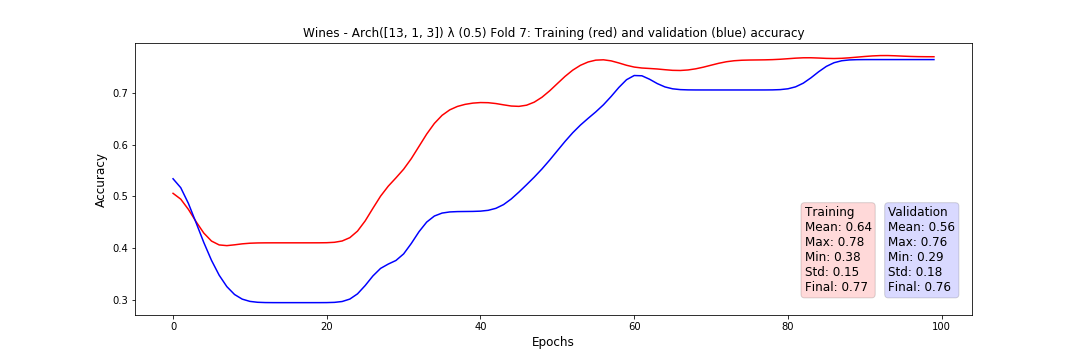 Wines - Arch([13, 1, 3]) λ (0.5) Fold 7: Training (red) and validation (blue) accuracy
Accuracy
0.7
0.6
0.5
0.4
0.3
Training
Mean: 0.64
Max: 0.78
Min: 0.38
Std: 0.15
Final: 0.77
Validation
Mean: 0.56
Max: 0.76
Min: 0.29
Std: 0.18
Final: 0.76
0
20
40
60
80
100
Epochs